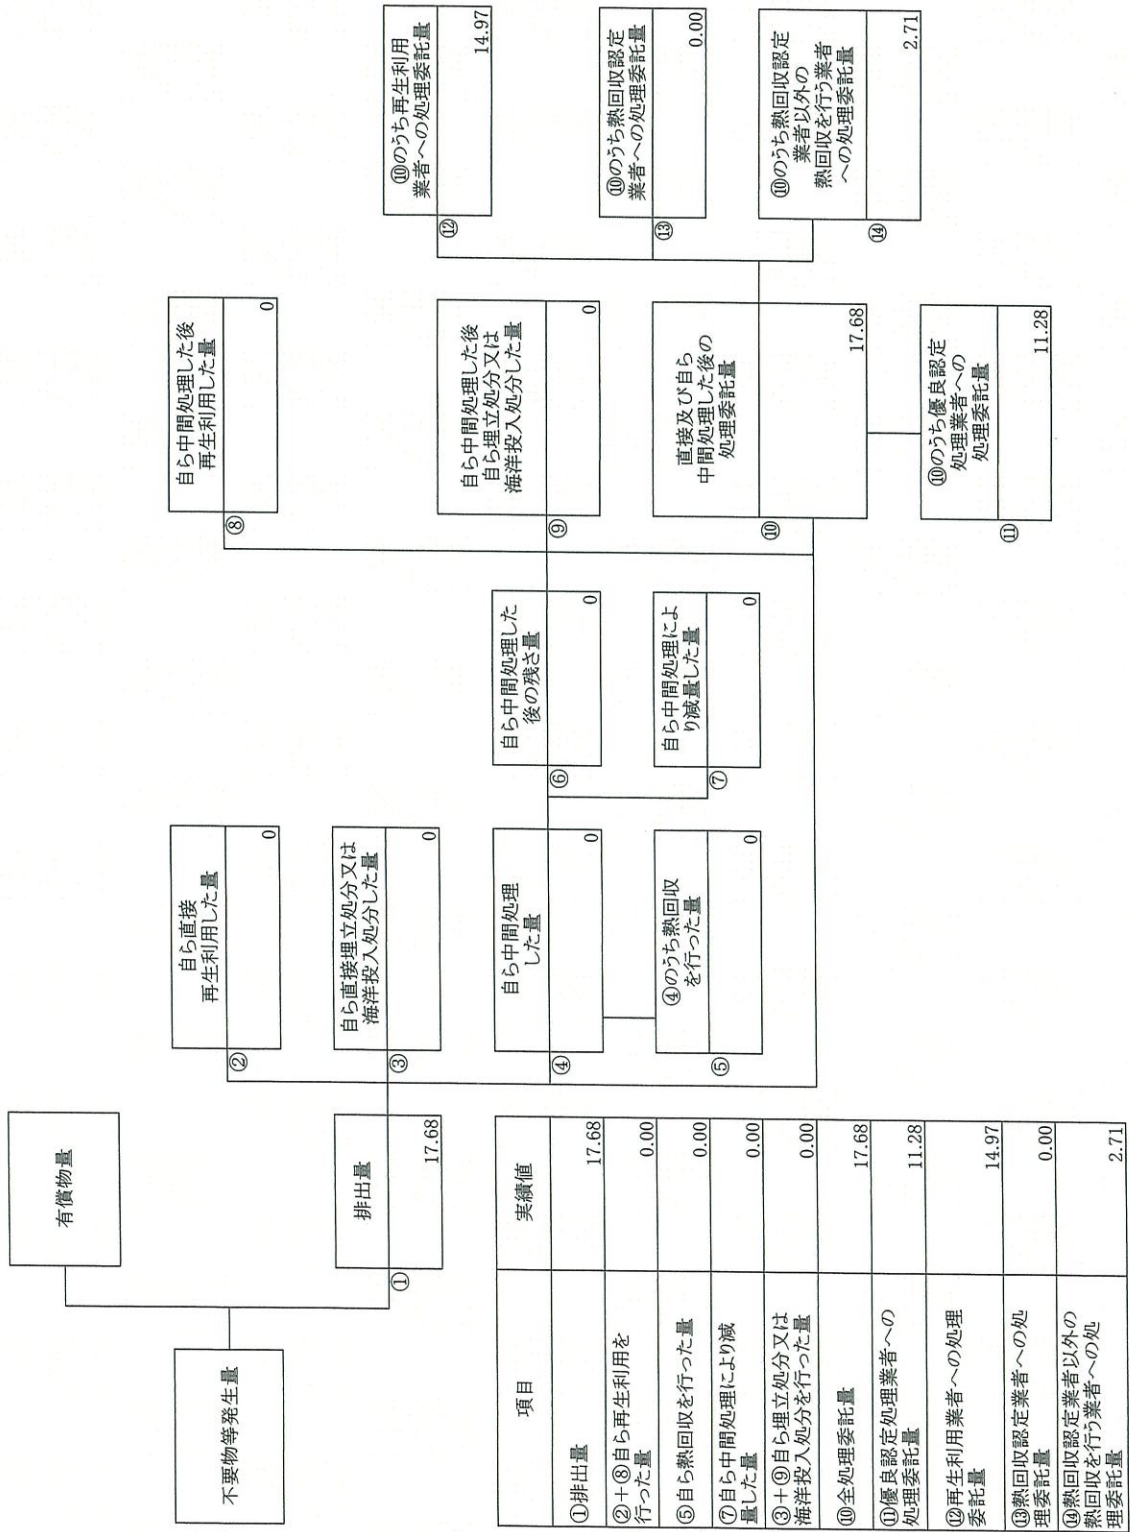 不要物等発生量
有償物量
排出量
①
17.68
自ら直接
再生利用した量
②
0
自ら直接埋立処分又は
海洋投入処分した量
③
0
自ら中間処理
した量
④
0
④のうち熱回収
を行った量
⑤
0
自ら中間処理した
後の残さ量
⑥
0
自ら中間処理によ
り減量した量
⑦
0
自ら中間処理した後
再生利用した量
⑧
0
自ら中間処理した後
自ら埋立処分又は
海洋投入処分した量
⑨
0
直接及び自ら
中間処理した後の
処理委託量
⑩
17.68
⑩のうち優良認定
処理業者への
処理委託量
⑪
11.28
⑩のうち再生利用
業者への処理委託量
⑫
14.97
⑩のうち熱回収認定
業者への処理委託量
⑬
0.00
⑩のうち熱回収認定
業者以外の
熱回収を行う業者
への処理委託量
⑭
2.71
項目 実績値
①排出量 17.68
②+⑧自ら再生利用を
行った量 0.00
⑤自ら熱回収を行った量 0.00
⑦自ら中間処理により減
量した量 0.00
③+⑨自ら埋立処分又は
海洋投入処分を行った量 0.00
⑩全処理委託量 17.68
⑪優良認定処理業者への
処理委託量 11.28
⑫再生利用業者への処理
委託量 14.97
⑬熱回収認定業者への処
理委託量 0.00
⑭熱回収認定業者以外の
熱回収を行う業者への処
理委託量 2.71